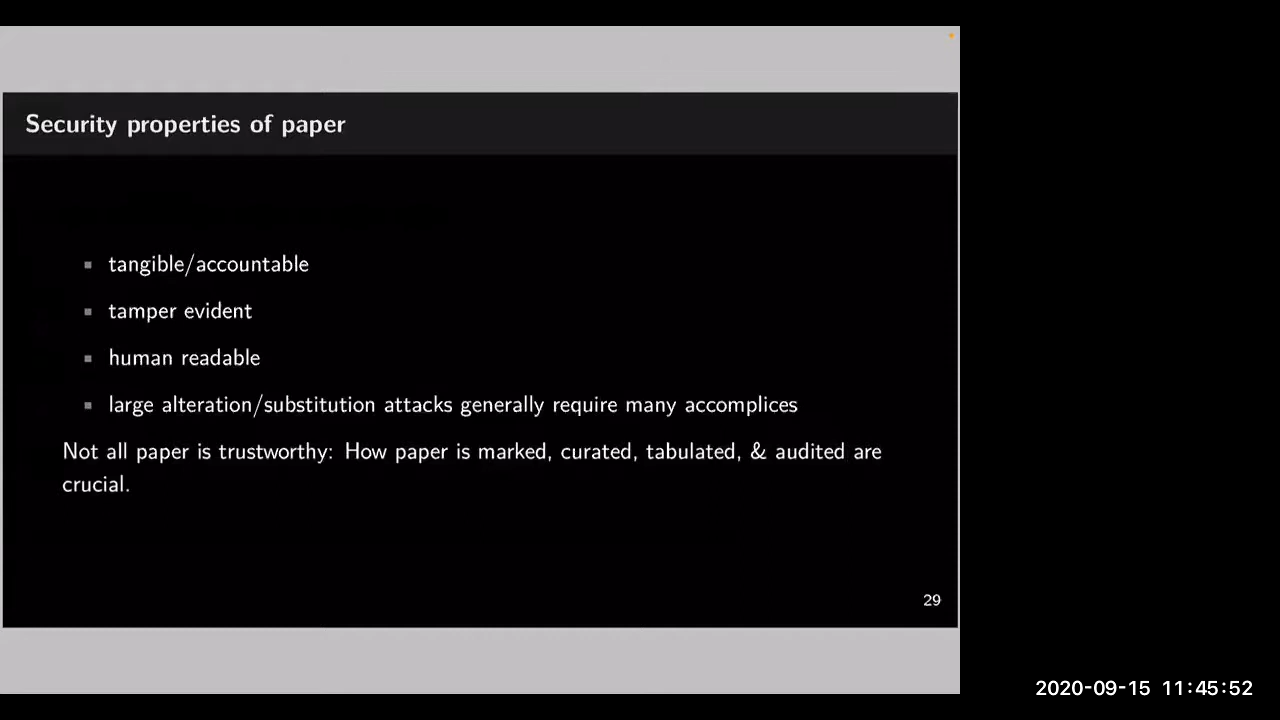 Security properties of paper
tangible/accountable
tamper evident
human readable
large alteration/substitution attacks generally require many accomplices
Not all paper is trustworthy: How paper is marked, curated, tabulated, & audited are
crucial.
29
2020-09-15 11:45:52